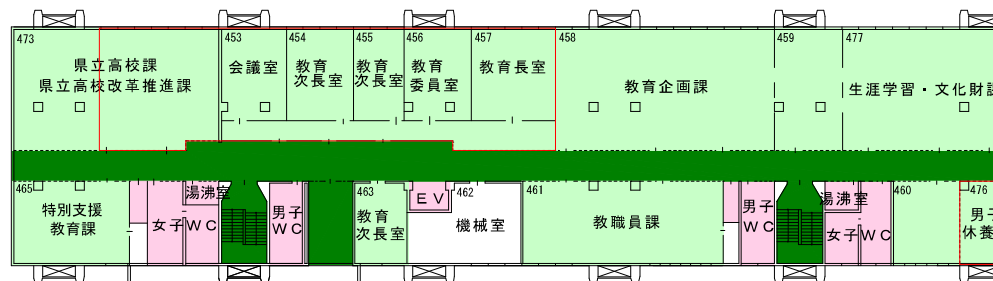 473
県立高校課
県立高校改革推進課
453
会議室
454
教育
次長室
455
教育
次長室
456
教育
委員室
457
教育長室
458
教育企画課
459
477
生涯学習・文化財課
465
特別支援
教育課
女子WC
湯沸室
男子
WC
463
教育
次長室
EV
462
機械室
461
教職員課
男子
WC
湯沸室
女子WC
460
476
男子
休養